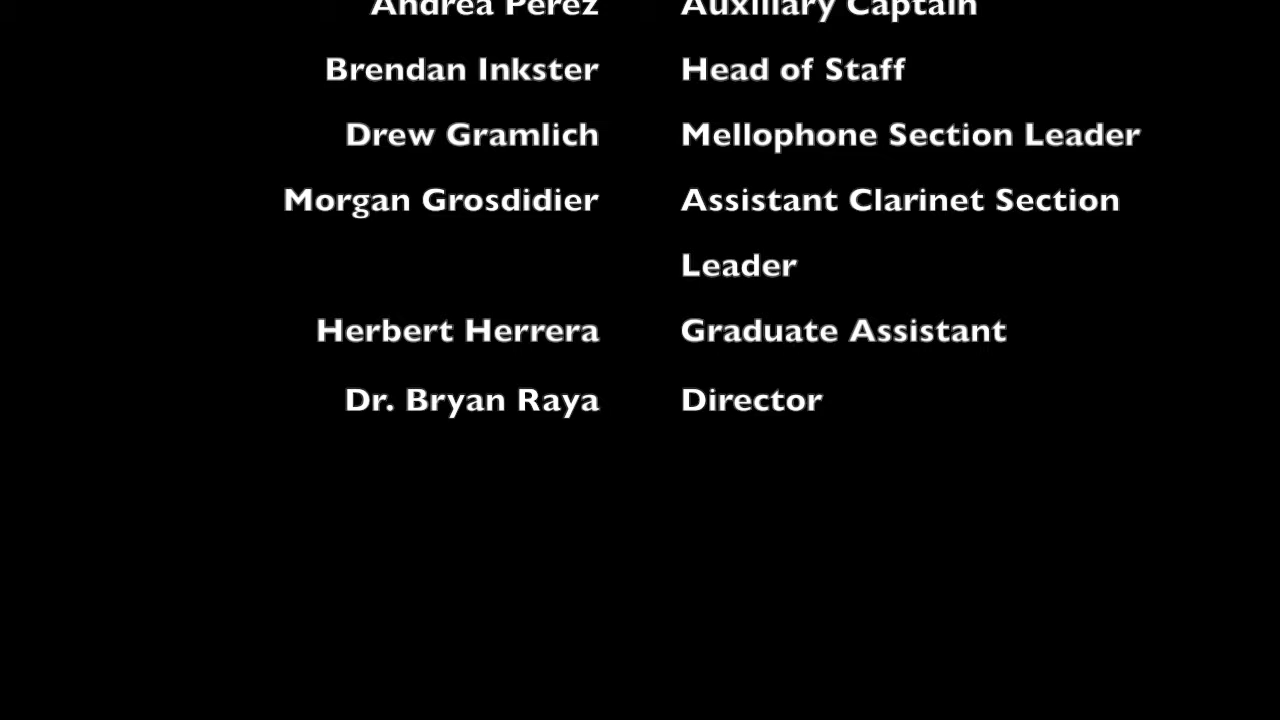 Andrea Perez Auxiliary Captain
Brendan Inkster Head of Staff
Drew Gramlich Mellophone Section Leader
Morgan Grosdidier Assistant Clarinet Section
Leader
Herbert Herrera Graduate Assistant
Dr. Bryan Raya Director